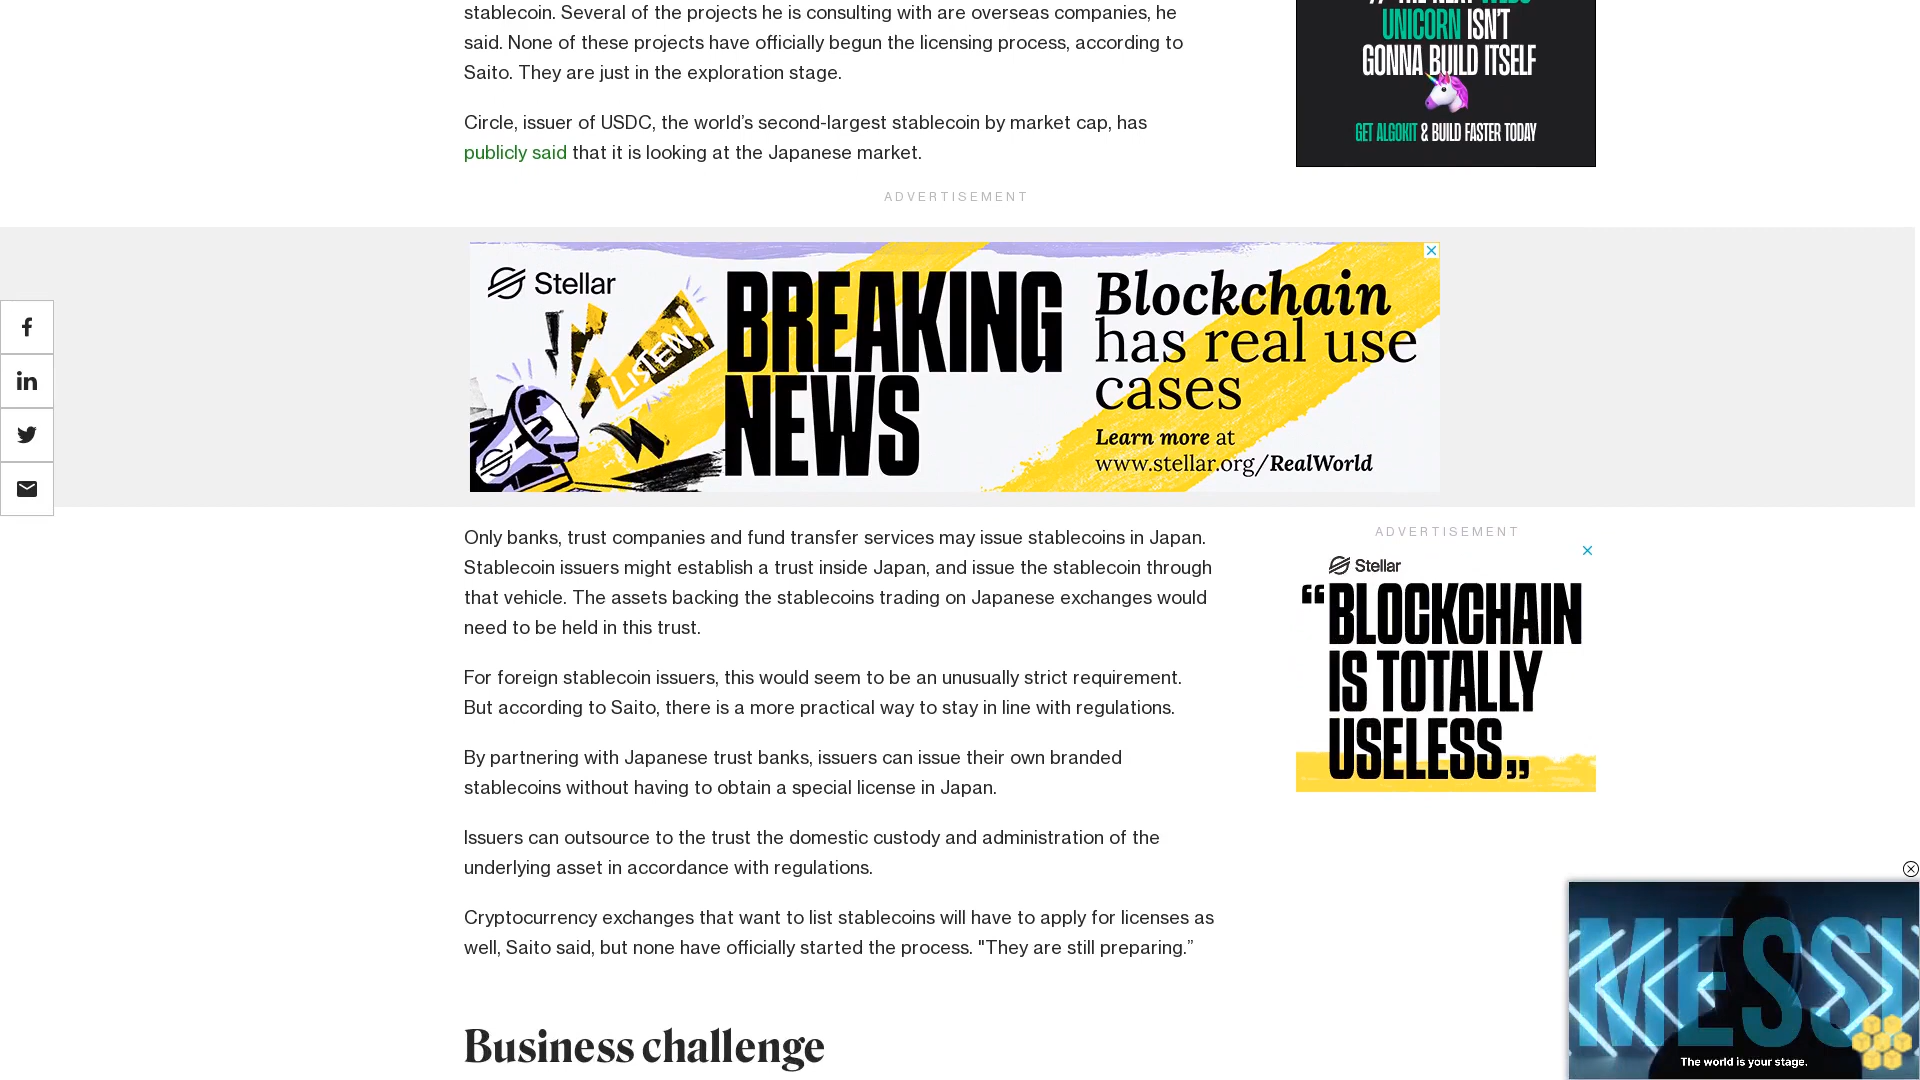 stablecoin. Several of the projects he is consulting with are overseas companies, he
said. None of these projects have officially begun the licensing process, according to
Saito. They are just in the exploration stage.
Circle, issuer of USDC, the world’s second-largest stablecoin by market cap, has
publicly said that it is looking at the Japanese market.
UNICORN ISN'T
GONNA BUILD ITSELF
GET ALGOKIT & BUILD FASTER TODAY
ADVERTISEMENT
Stellar
LISTEN!
BREAKING
NEWS
Blockchain
has real use
cases
Learn more at
www.stellar.org/RealWorld
Only banks, trust companies and fund transfer services may issue stablecoins in Japan.
Stablecoin issuers might establish a trust inside Japan, and issue the stablecoin through
that vehicle. The assets backing the stablecoins trading on Japanese exchanges would
need to be held in this trust.
For foreign stablecoin issuers, this would seem to be an unusually strict requirement.
But according to Saito, there is a more practical way to stay in line with regulations.
By partnering with Japanese trust banks, issuers can issue their own branded
stablecoins without having to obtain a special license in Japan.
Issuers can outsource to the trust the domestic custody and administration of the
underlying asset in accordance with regulations.
Cryptocurrency exchanges that want to list stablecoins will have to apply for licenses as
well, Saito said, but none have officially started the process. "They are still preparing.”
Business challenge
ADVERTISEMENT
Stellar
“BLOCKCHAIN
IS TOTALLY
USELESS„
MESSI
The world is your stage.